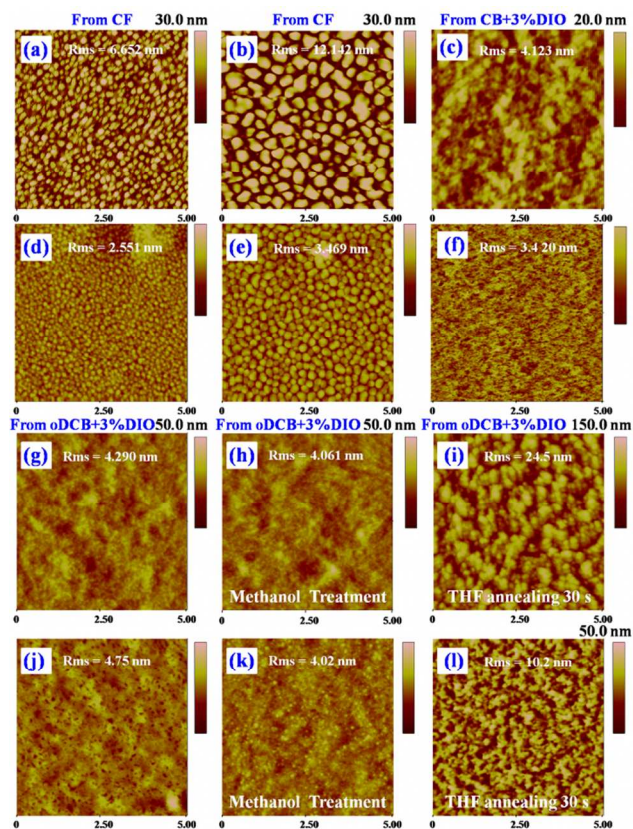 From CF 30.0 nm From CF 30.0 nm From CB+3%DIO 20.0 nm
(a) Rms = 6.652 nm (b) Rms = 12.142 nm (c) Rms = 4.123 nm
0 2.50 5.00 0 2.50 5.00 0 2.50 5.00
(d) Rms = 2.551 nm (e) Rms = 3.469 nm (f) Rms = 3.4 20 nm
0 2.50 5.00 0 2.50 5.00 0 2.50 5.00
From oDCB+3%DIO 50.0 nm From oDCB+3%DIO 50.0 nm From oDCB+3%DIO 150.0 nm
(g) Rms = 4.290 nm (h) Rms = 4.061 nm (i) Rms = 24.5 nm
Methanol Treatment THF annealing 30 s
0 2.50 5.00 0 2.50 5.00 0 2.50 5.00
50.0 nm
(j) Rms = 4.75 nm (k) Rms = 4.02 nm (l) Rms = 10.2 nm
Methanol Treatment THF annealing 30 s
0 2.50 5.00 0 2.50 5.00 0 2.50 5.00